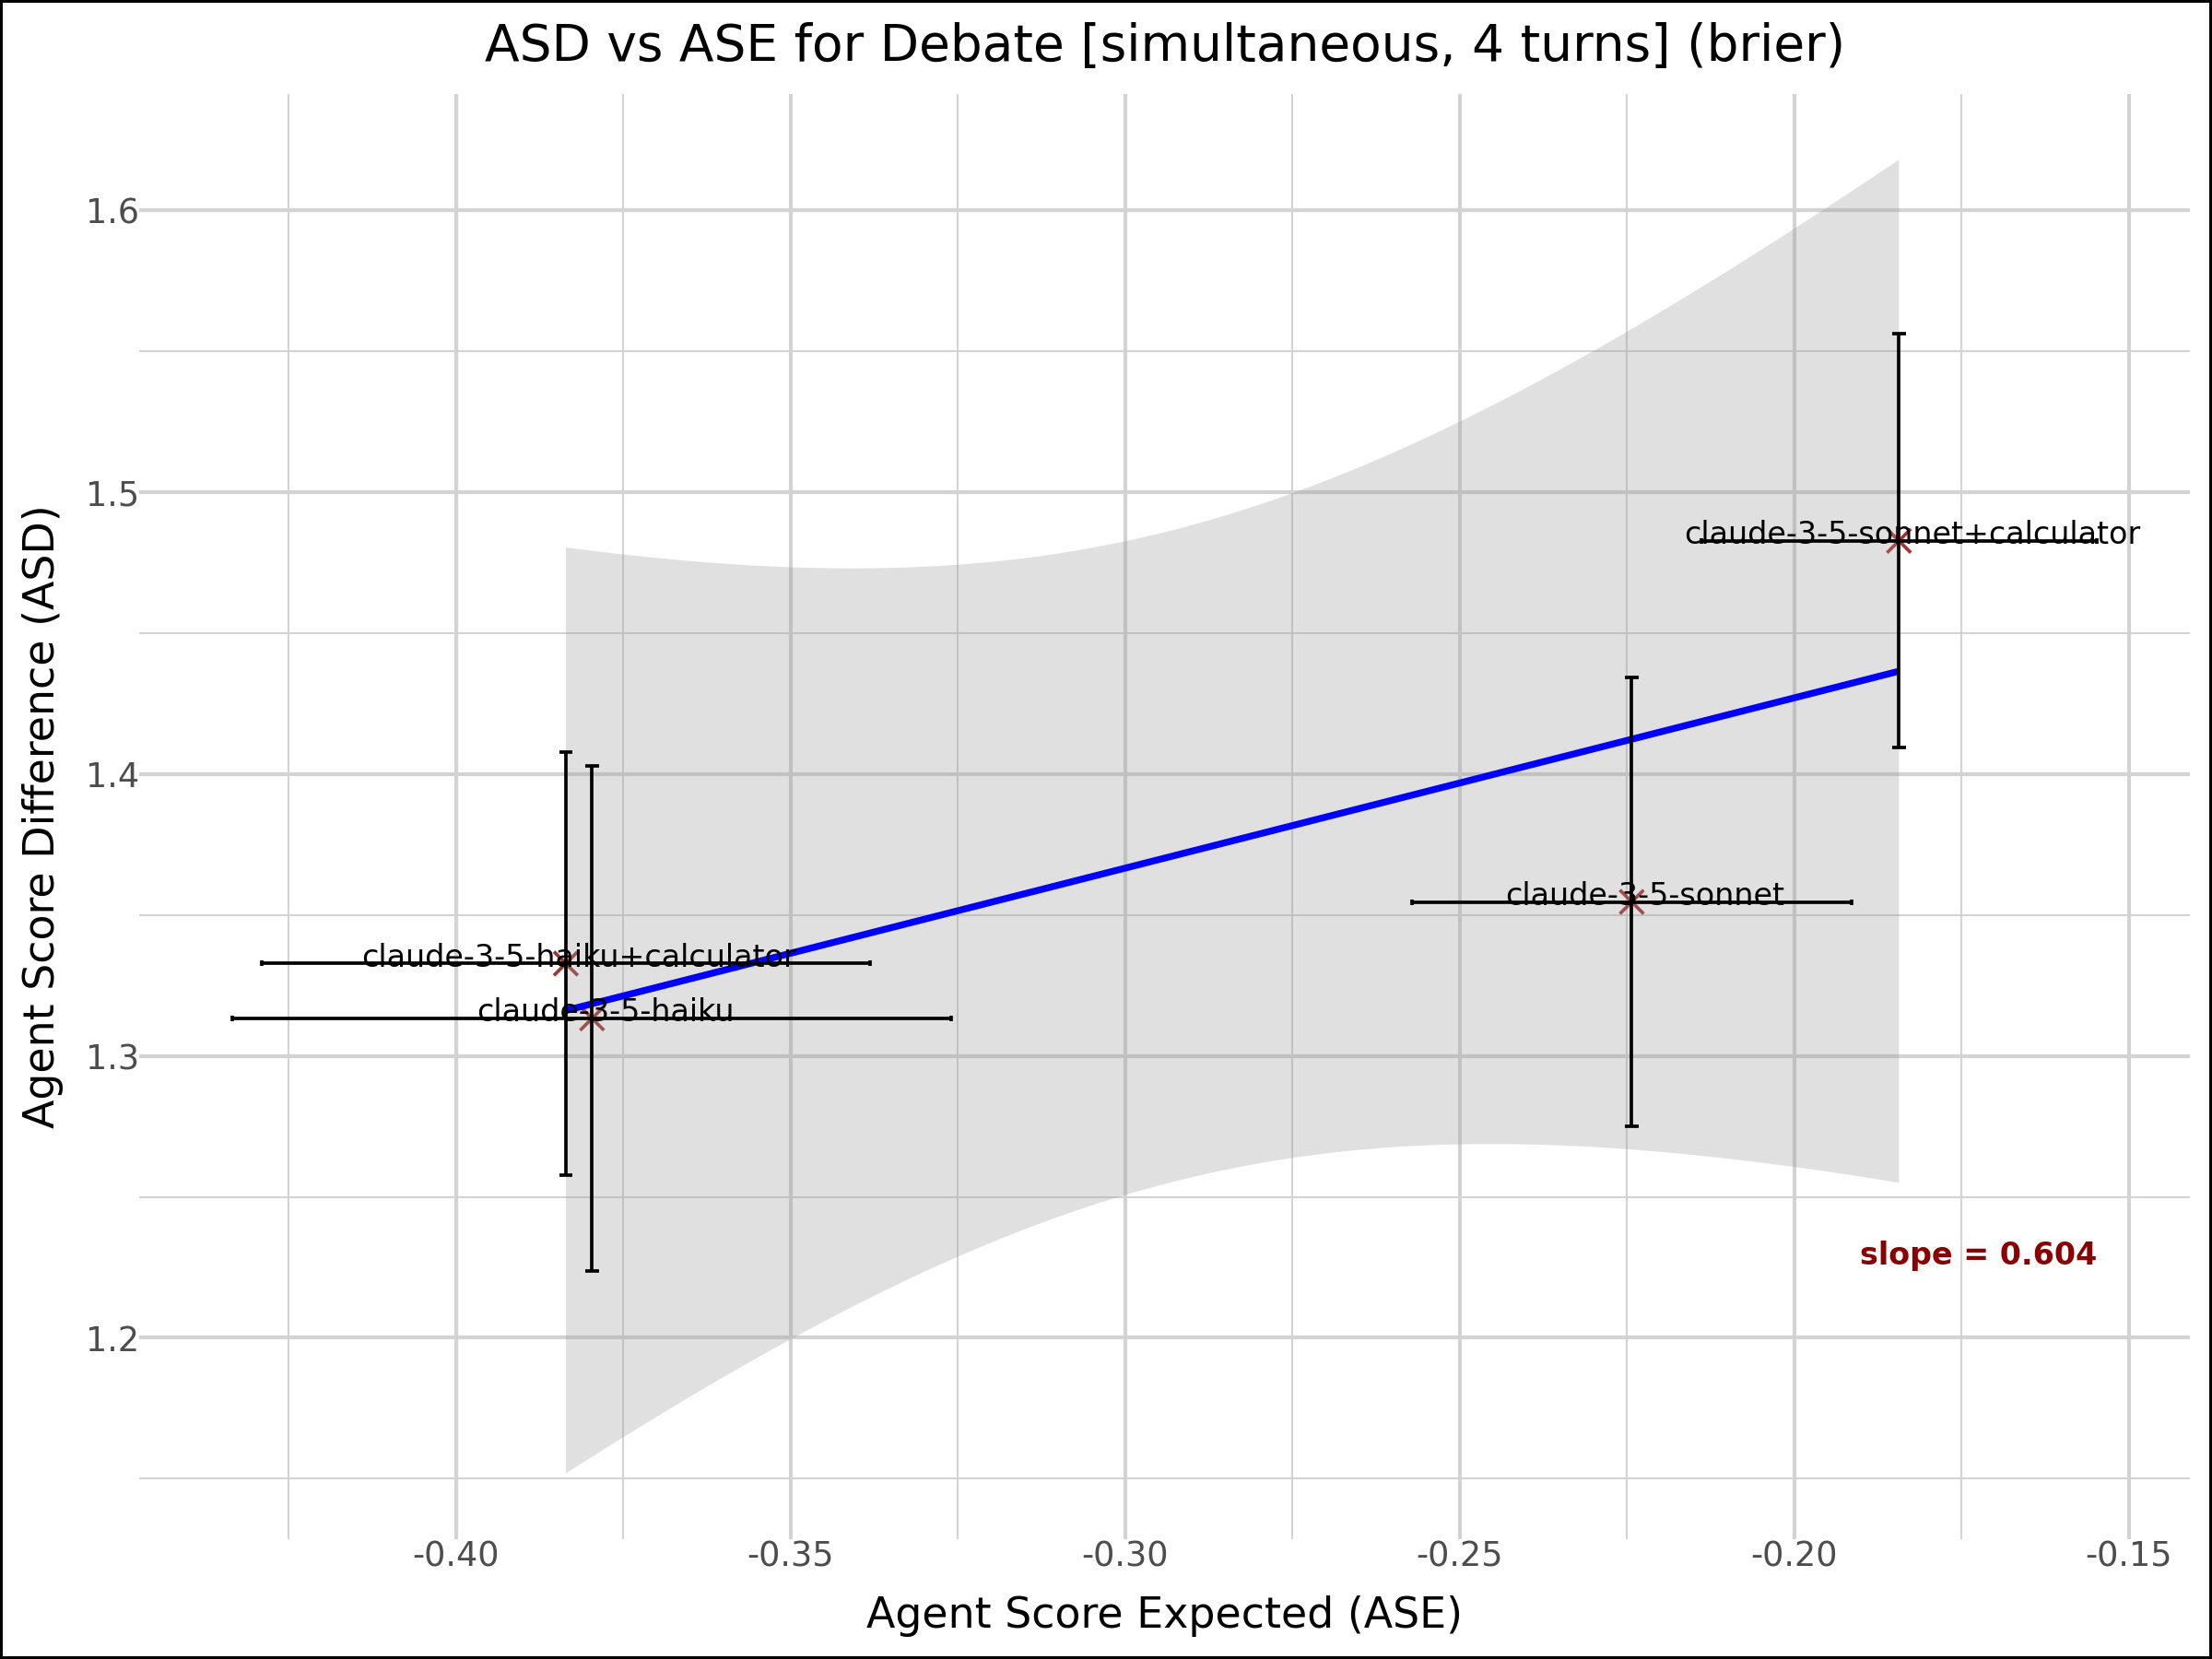 ASD vs ASE for Debate [simultaneous, 4 turns] (brier)
Agent Score Difference (ASD)
1.6
1.5
1.4
1.3
1.2
claude-3-5-sonnet+calculator
claude-3-5-sonnet
claude-3-5-haiku+calculator
claude-3-5-haiku
slope = 0.604
-0.40
-0.35
-0.30
-0.25
-0.20
-0.15
Agent Score Expected (ASE)